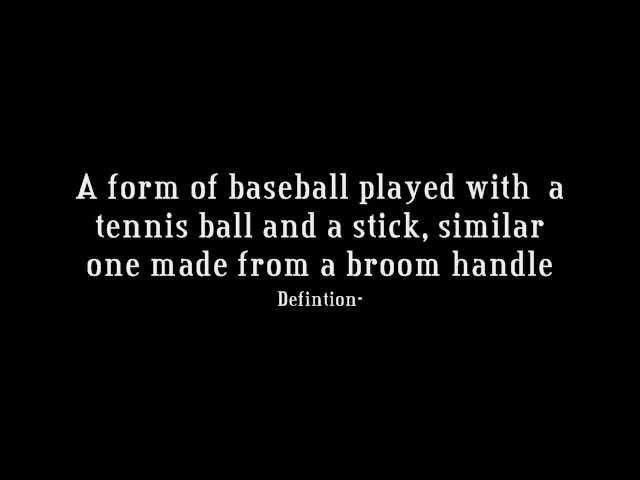 A form of baseball played with a
tennis ball and a stick, similar
one made from a broom handle
Defintion-